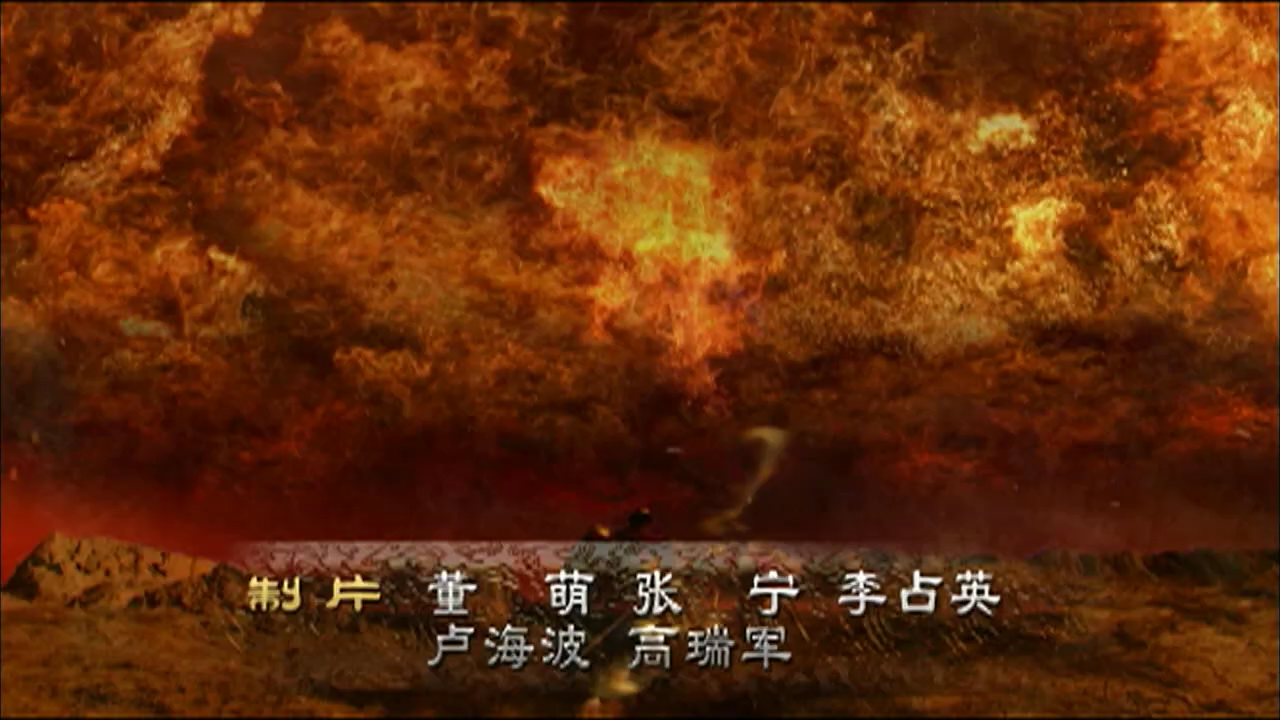 制片 董 萌 张 宁 李占英
卢海波 高瑞军